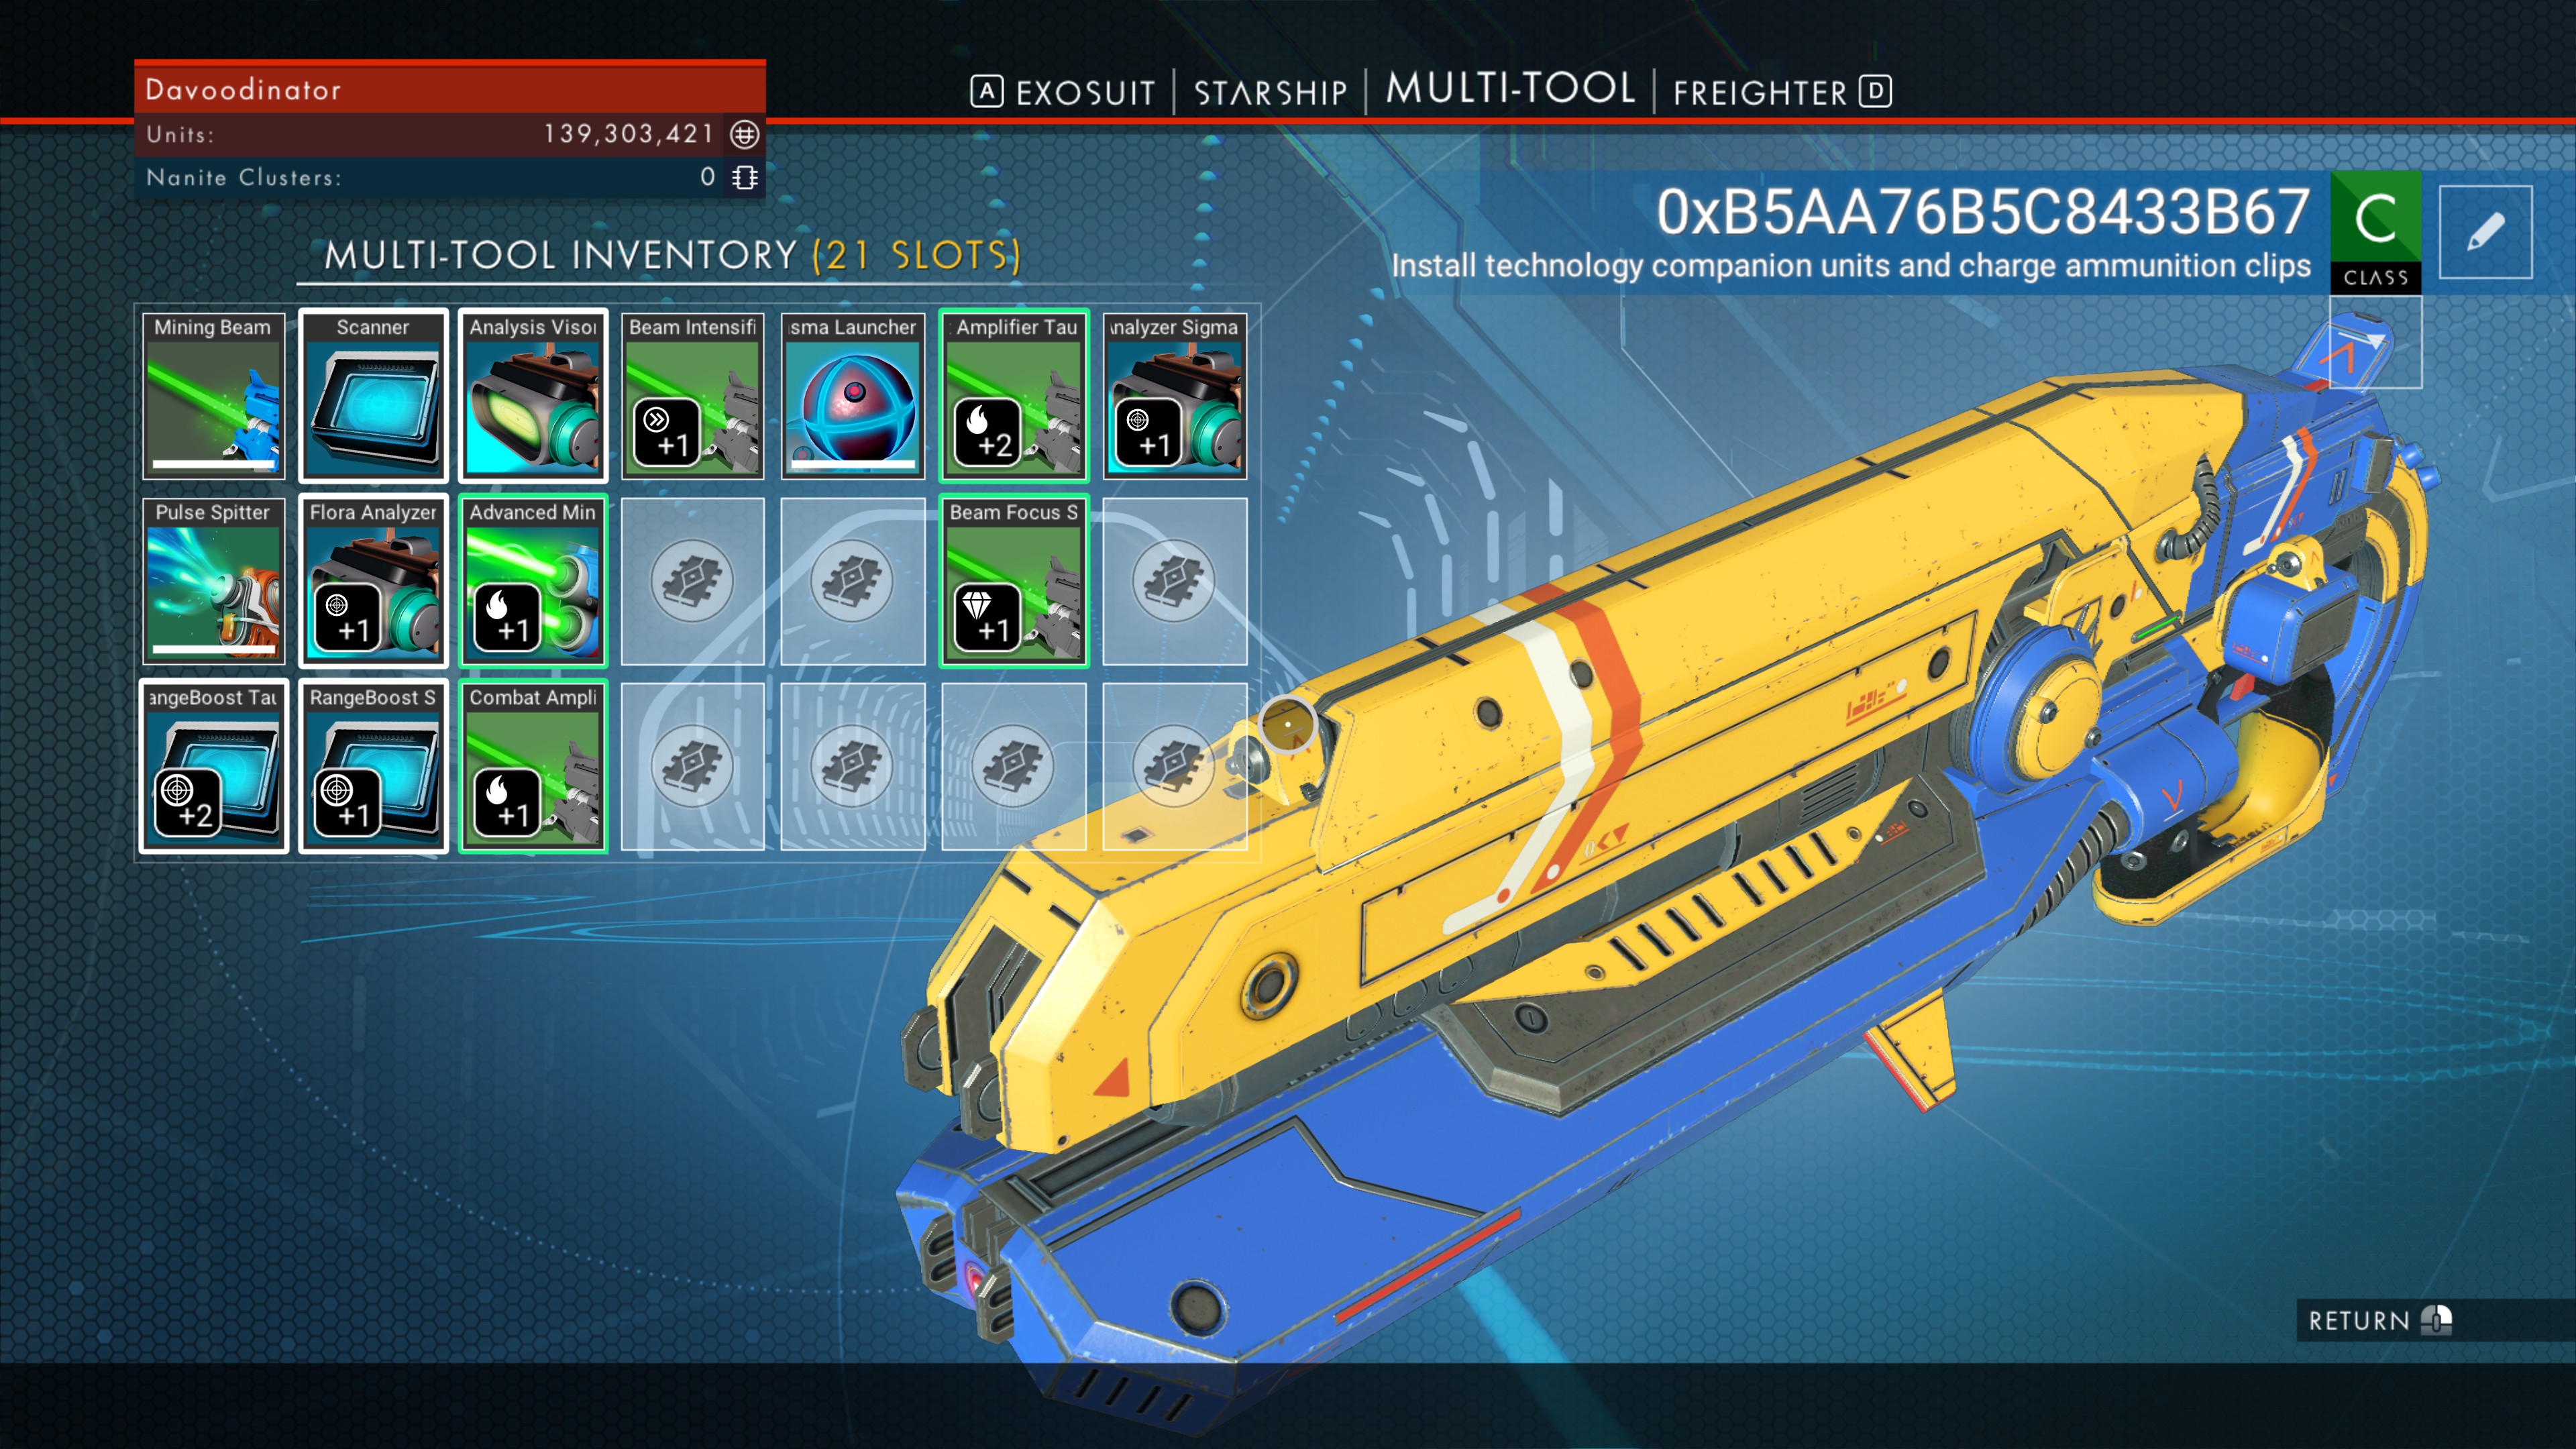 Davoodinator
Units: 139,303,421
Nanite Clusters: 0
A EXOSUIT STARSHIP MULTI-TOOL FREIGHTER D
0xB5AA76B5C8433B67
Install technology companion units and charge ammunition clips
C
CLASS
MULTI-TOOL INVENTORY (21 SLOTS)
Mining Beam
Scanner
Analysis Visor
Beam Intensifi
sma Launcher
Amplifier Tau
nalyzer Sigma
+1
+2
+1
Pulse Spitter
Flora Analyzer
Advanced Min
Beam Focus S
+1
+1
+1
angeBoost Tau
RangeBoost S
Combat Ampli
+2
+1
+1
RETURN